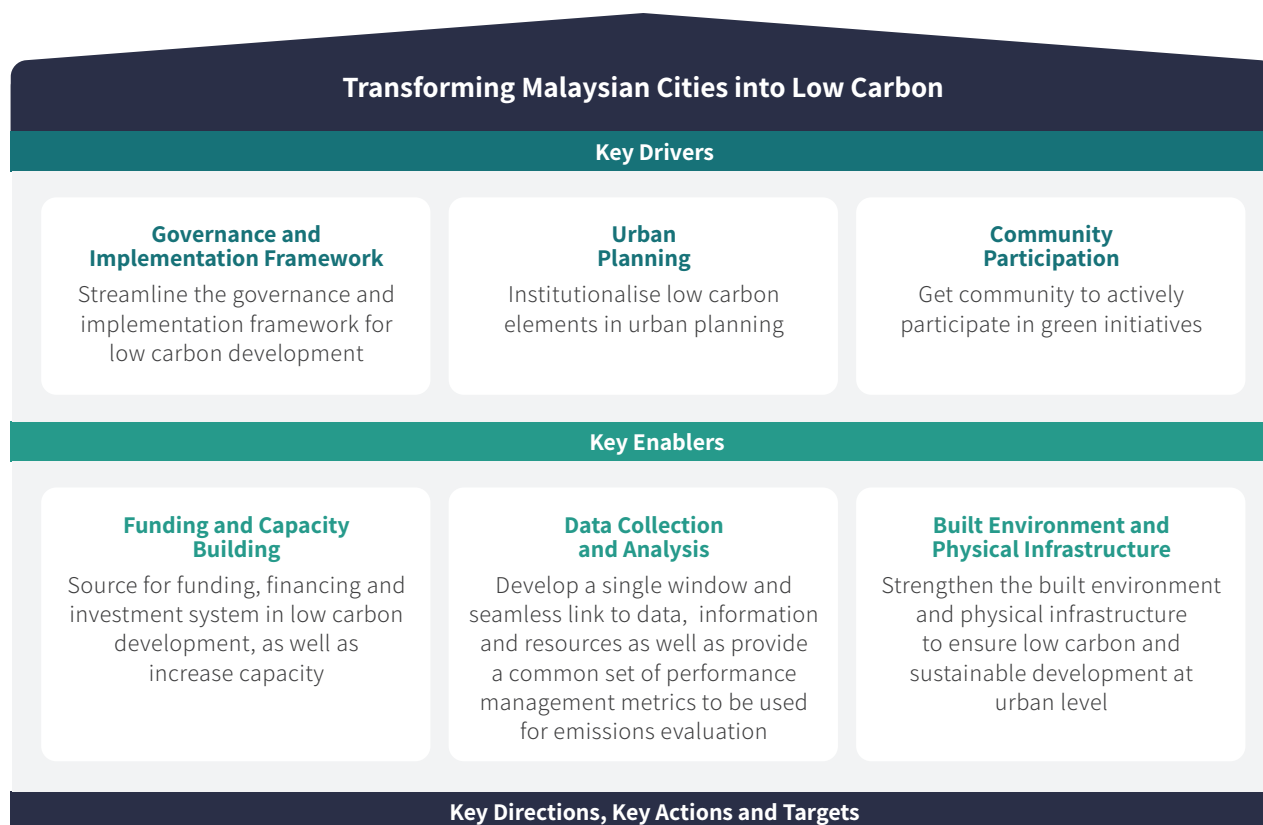 Transforming Malaysian Cities into Low Carbon
Key Drivers
Governance and
Implementation Framework
Streamline the governance and
implementation framework for
low carbon development
Urban
Planning
Institutionalise low carbon
elements in urban planning
Community
Participation
Get community to actively
participate in green initiatives
Key Enablers
Funding and Capacity
Building
Source for funding, financing and
investment system in low carbon
development, as well as
increase capacity
Data Collection
and Analysis
Develop a single window and
seamless link to data, information
and resources as well as provide
a common set of performance
management metrics to be used
for emissions evaluation
Built Environment and
Physical Infrastructure
Strengthen the built environment
and physical infrastructure
to ensure low carbon and
sustainable development at
urban level
Key Directions, Key Actions and Targets